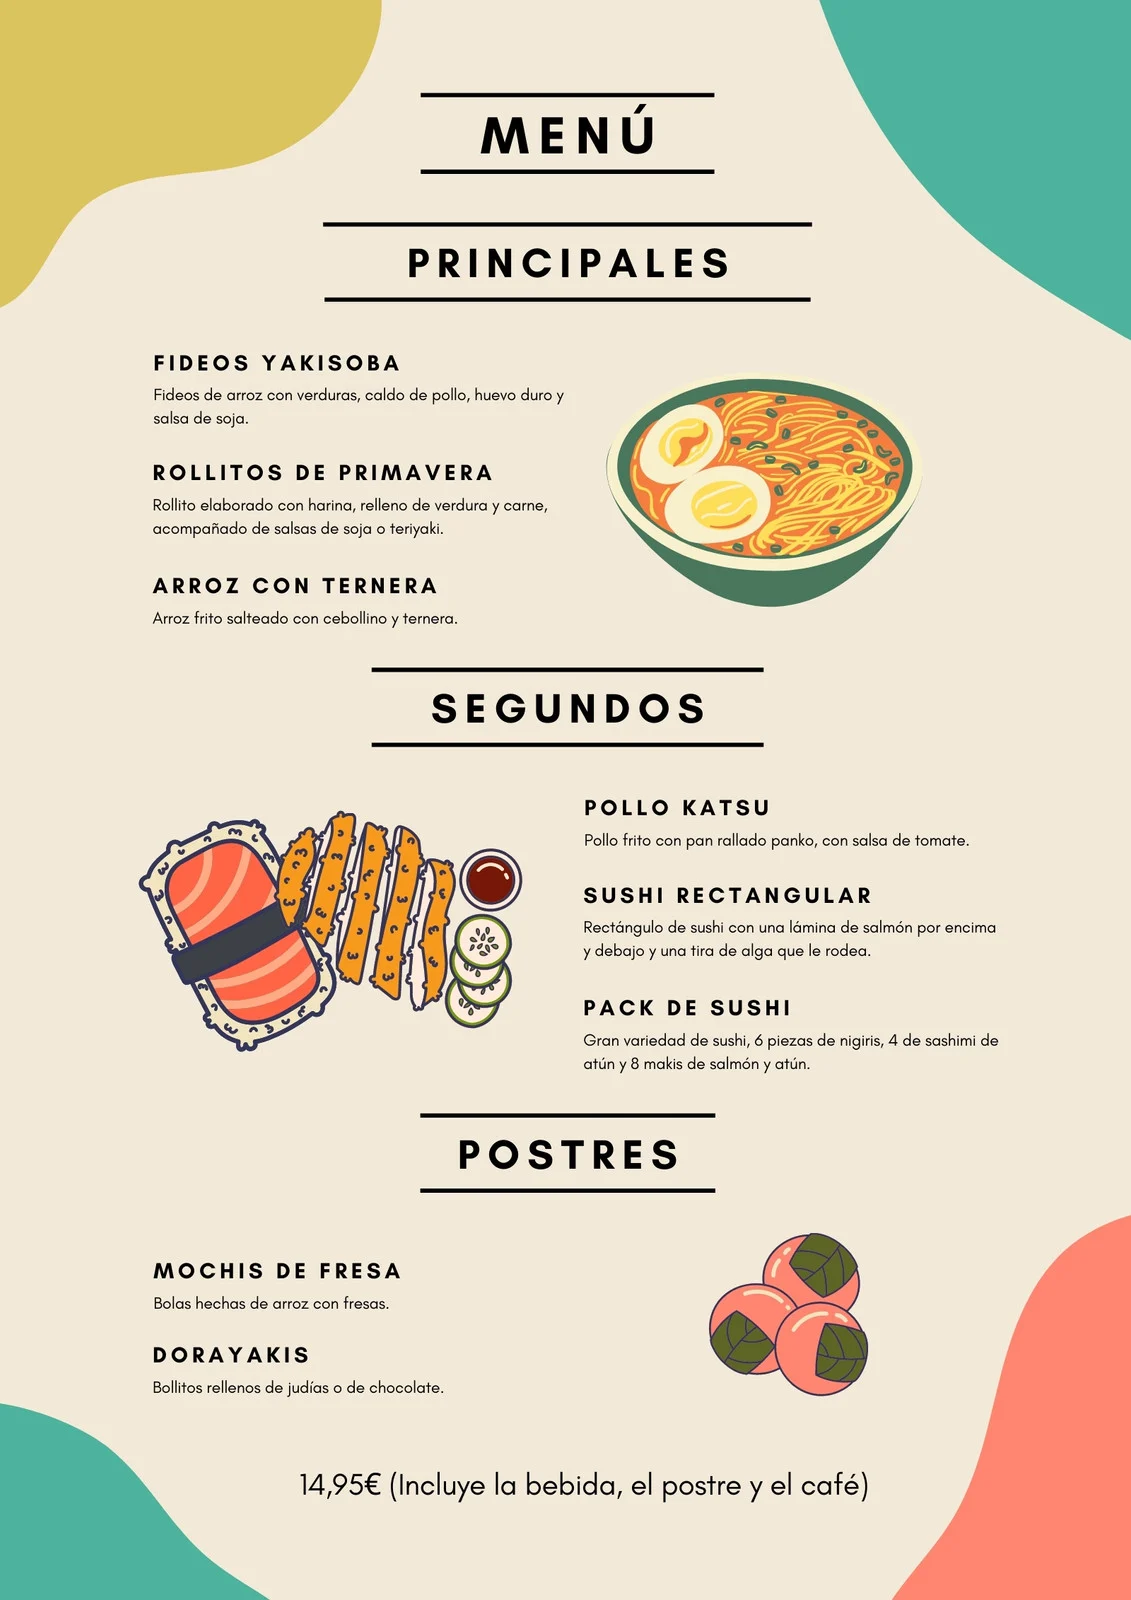 MENÚ
PRINCIPALES
FIDEOS YAKISOBA
Fideos de arroz con verduras, caldo de pollo, huevo duro y
salsa de soja.
ROLLITOS DE PRIMAVERA
Rollito elaborado con harina, relleno de verdura y carne,
acompañado de salsas de soja o teriyaki.
ARROZ CON TERNERA
Arroz frito salteado con cebollino y ternera.
SEGUNDOS
POLLO KATSU
Pollo frito con pan rallado panko, con salsa de tomate.
SUSHI RECTANGULAR
Rectángulo de sushi con una lámina de salmón por encima
y debajo y una tira de alga que le rodea.
PACK DE SUSHI
Gran variedad de sushi, 6 piezas de nigiris, 4 de sashimi de
atún y 8 makis de salmón y atún.
POSTRES
MOCHIS DE FRESA
Bolas hechas de arroz con fresas.
DORAYAKIS
Bollitos rellenos de judías o de chocolate.
14,95€ (Incluye la bebida, el postre y el café)